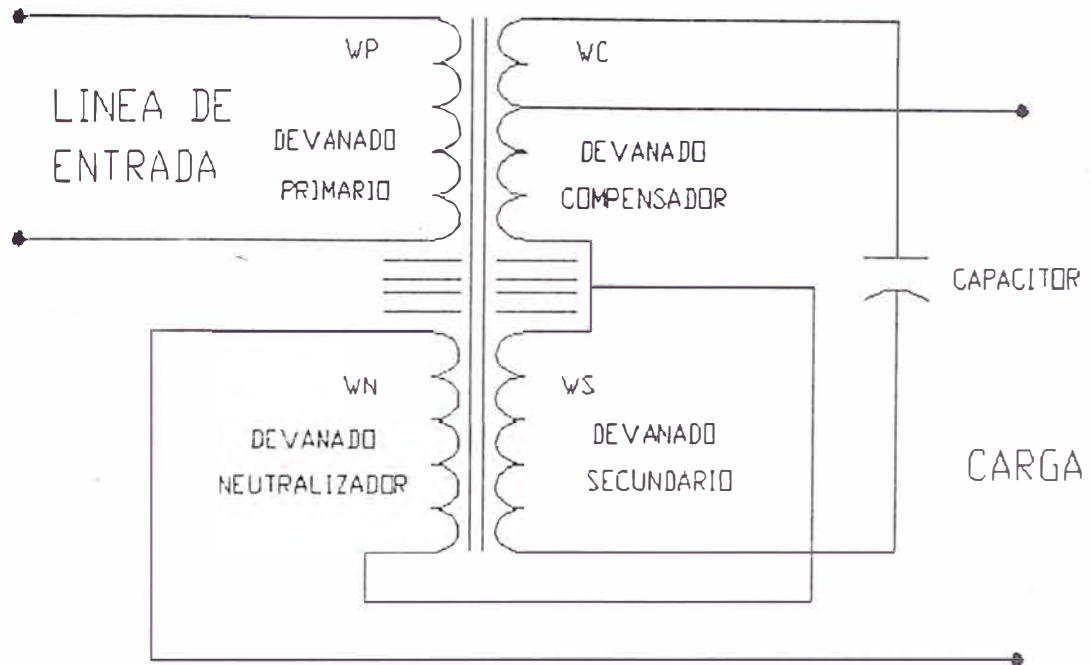 WP
WC
LINEA DE
ENTRADA
DEVANADO
PRIMARIO
DEVANADO
COMPENSADOR
CAPACITOR
WN
WS
DEVANADO
NEUTRALIZADOR
DEVANADO
SECUNDARIO
CARGA